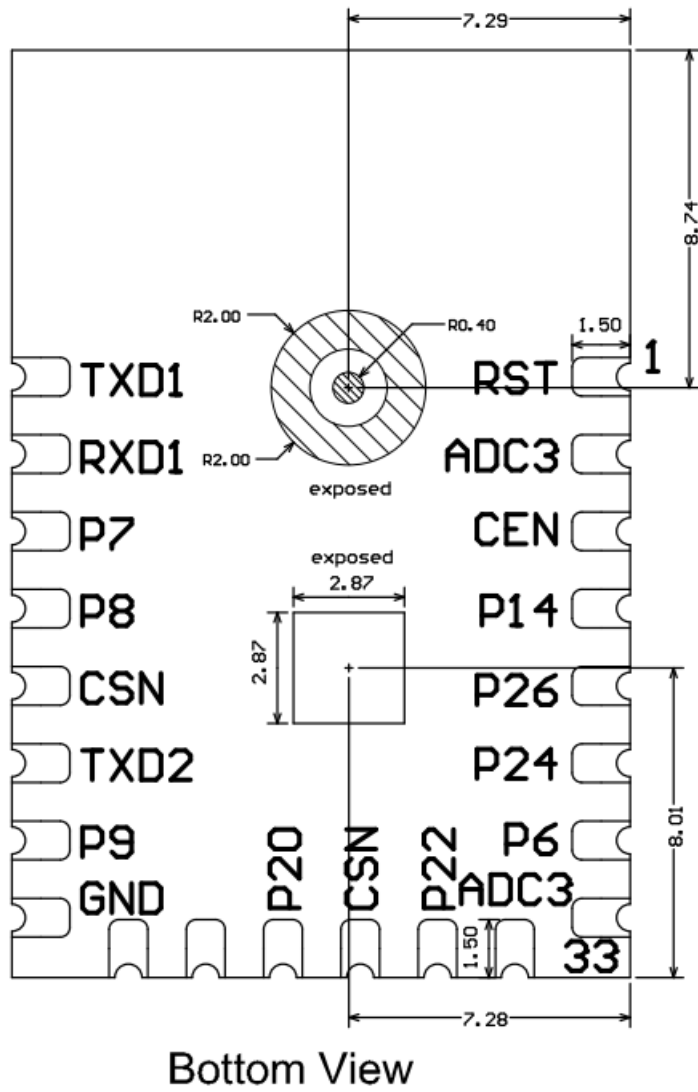 7.29
8.74
R2.00
R0.40
1.50
1
TXD1
RST
RXD1
R2.00
ADC3
exposed
P7
CEN
exposed
2.87
P8
P14
2.87
CSN
P26
TXD2
P24
8.01
P9
P20
CSN
P22
P6
GND
ADC3
1.50
33
7.28
Bottom View